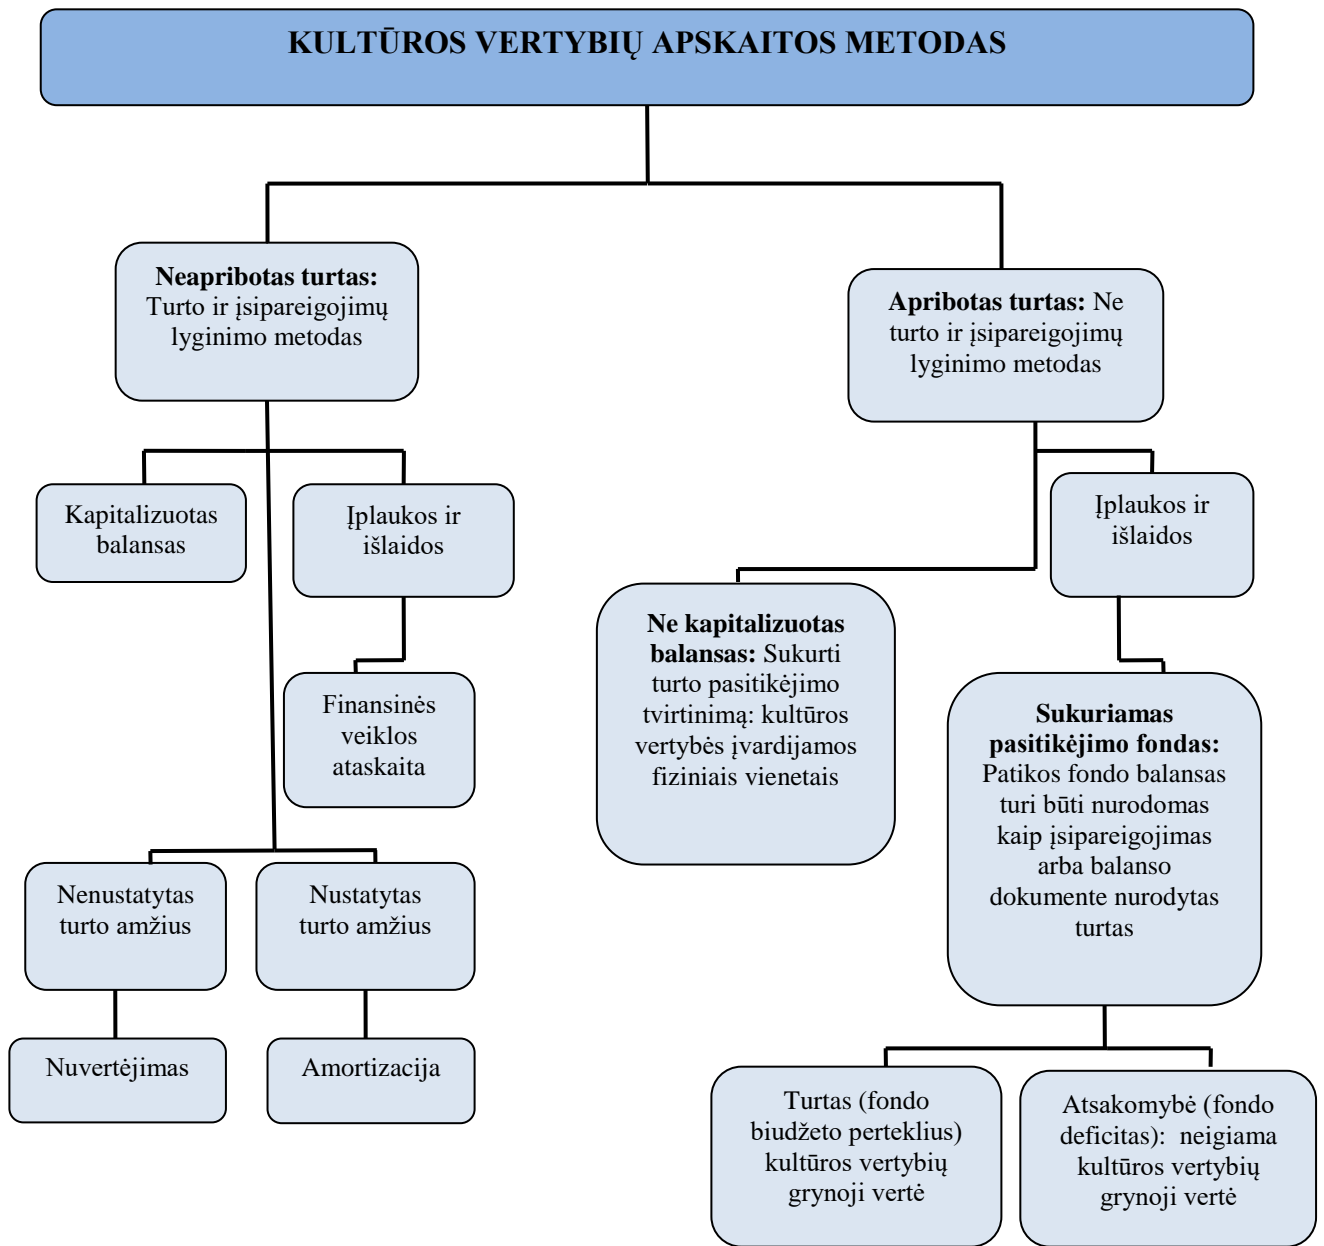 KULTŪROS VERTYBIŲ APSKAITOS METODAS
Neapribotas turtas:
Turto ir įsipareigojimų
lyginimo metodas
Apribotas turtas: Ne
turto ir įsipareigojimų
lyginimo metodas
Kapitalizuotas
balansas
Įplaukos ir
išlaidos
Įplaukos ir
išlaidos
Ne kapitalizuotas
balansas: Sukurti
turto pasitikėjimo
tvirtinimą: kultūros
vertybės įvardijamos
fiziniais vienetais
Finansinės
veiklos
ataskaita
Sukuriamas
pasitikėjimo fondas:
Patikos fondo balansas
turi būti nurodomas
kaip įsipareigojimas
arba balanso
dokumente nurodytas
turtas
Nenustatytas
turto amžius
Nustatytas
turto amžius
Nuvertėjimas
Amortizacija
Turtas (fondo
biudžeto perteklius)
kultūros vertybių
grynoji vertė
Atsakomybė (fondo
deficitas):  neigiama
kultūros vertybių
grynoji vertė